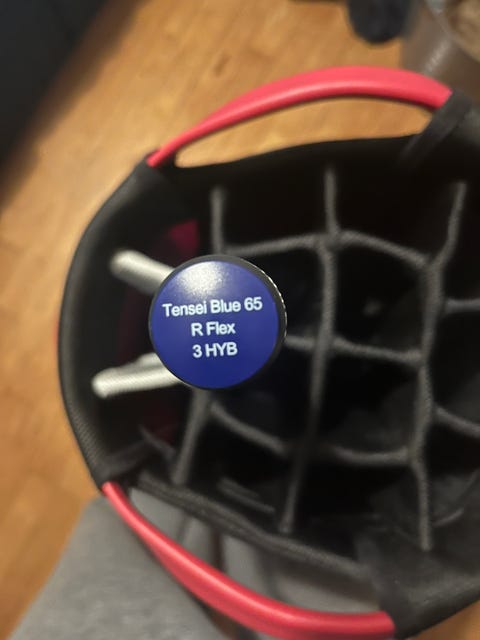 Tensei Blue 65
R Flex
3 HYB